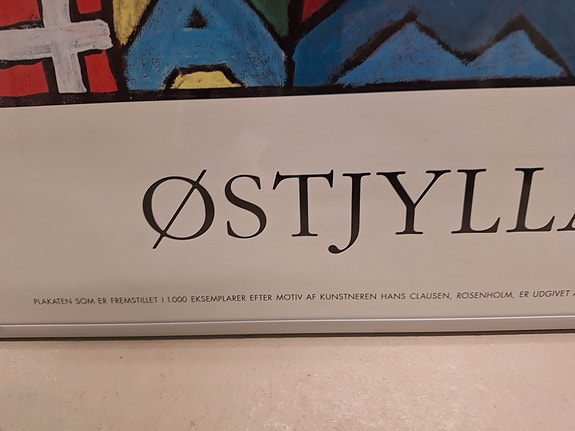 ØSTJYLLA
PLAKATEN SOM ER FREMSTILLET I 1.000 EKSEMPLARER EFTER MOTIV AF KUNSTNEREN HANS CLAUSEN, ROSENHOLM, ER UDGIVET A